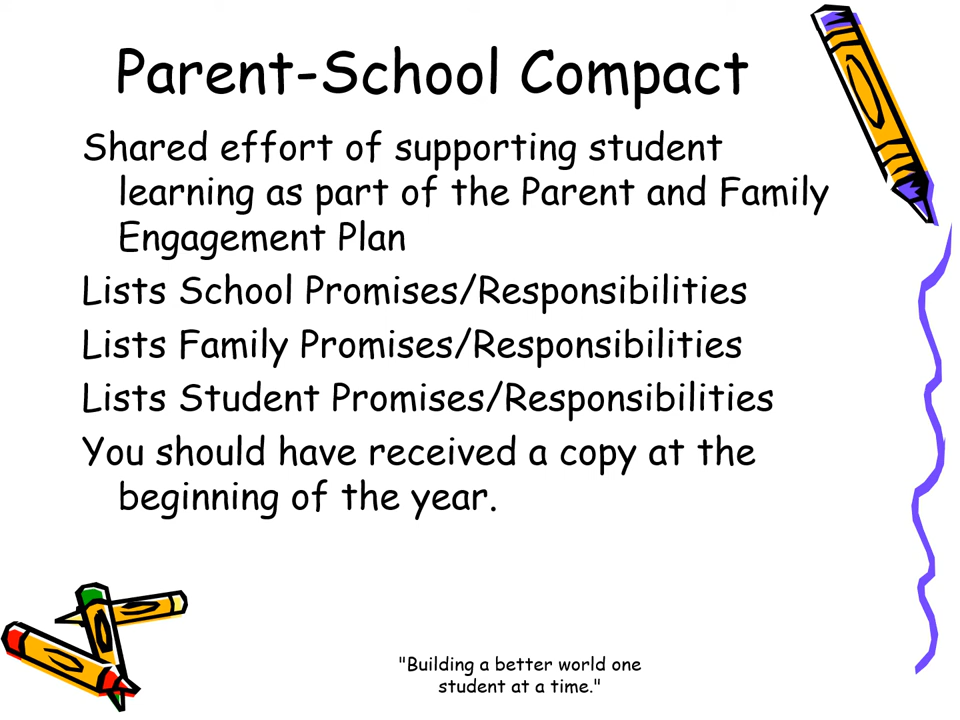 Parent-School Compact
Shared effort of supporting student
learning as part of the Parent and Family
Engagement Plan
Lists School Promises/Responsibilities
Lists Family Promises/Responsibilities
Lists Student Promises/Responsibilities
You should have received a copy at the
beginning of the year.
"Building a better world one
student at a time."